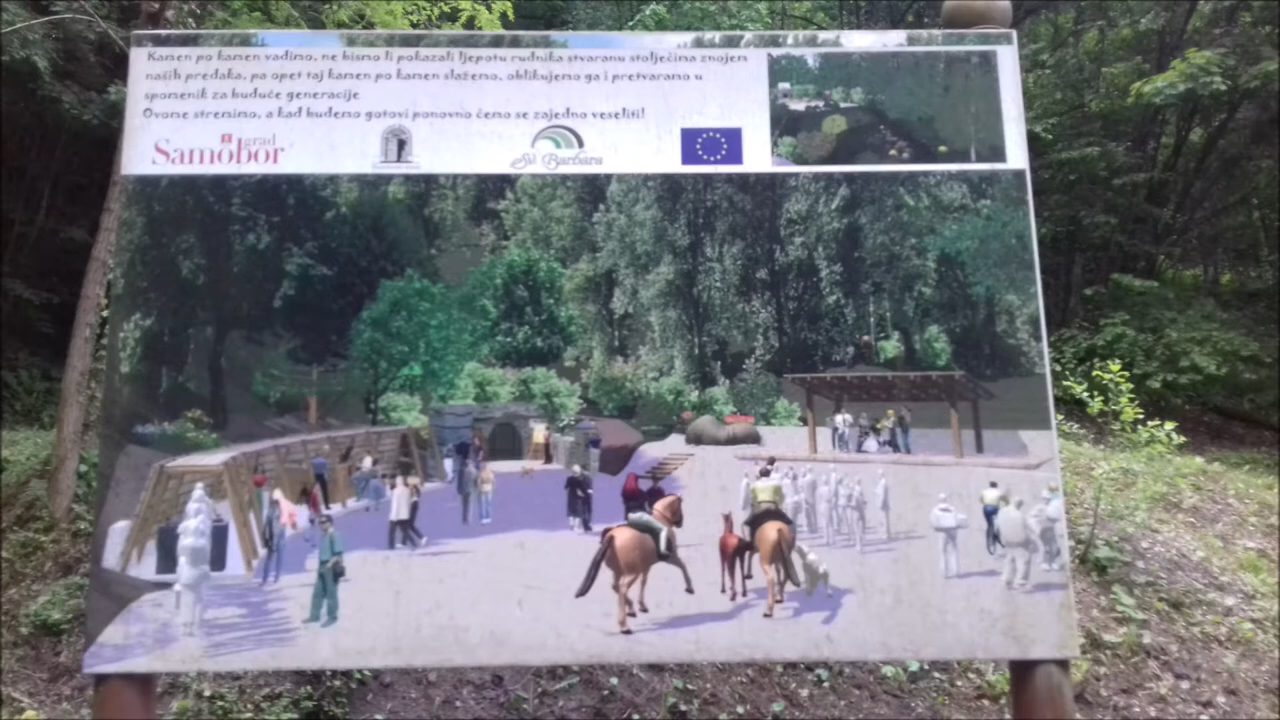 Kamen po kamen vadimo, ne bismo li pokazali ljepotu rudnika stvaranu stoljećima znojem
naših predaka, pa opet taj kamen po kamen slažemo, oblikujemo ga i pretvaramo u
spomenik za buduće generacije
Ovome stremimo, a kad budemo gotovi ponovno ćemo se zajedno veseliti!
grad
Samobor
Sv. Barbara